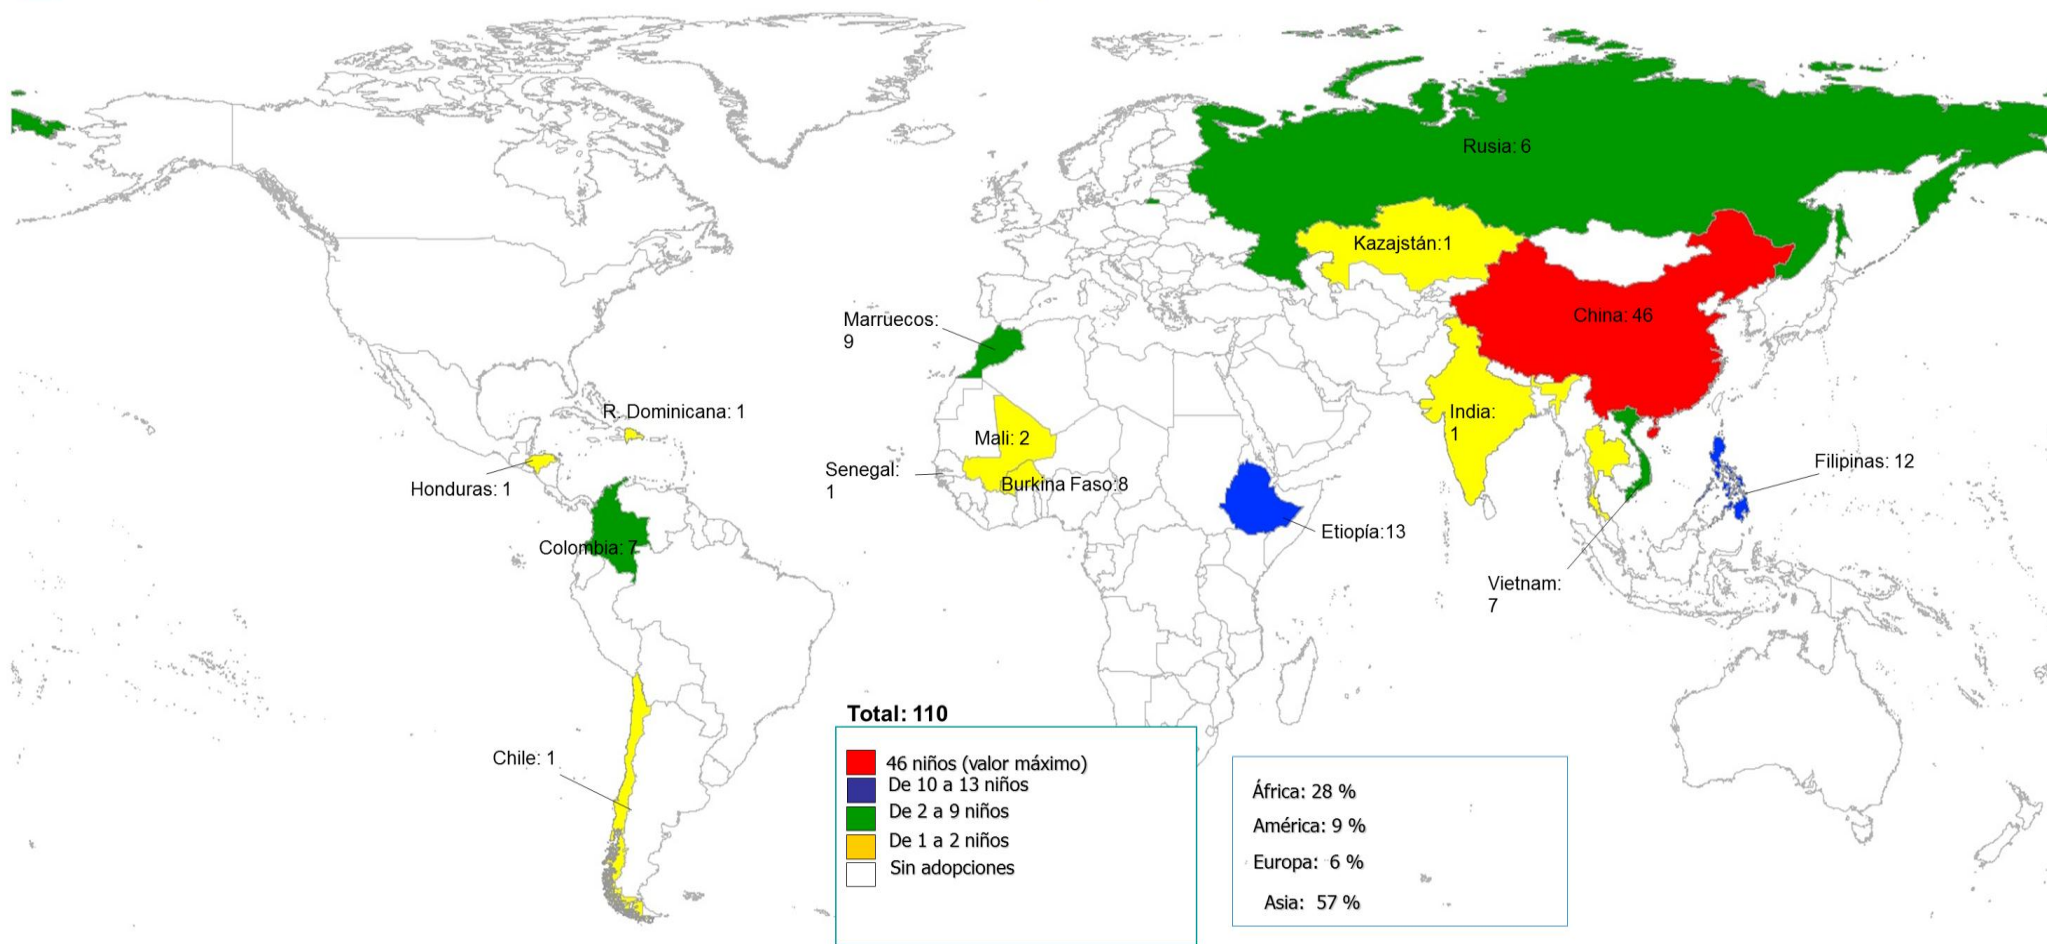 Rusia: 6
Kazajstán:1
China: 46
Marruecos:
9
R. Dominicana: 1
India:
1
Mali: 2
Senegal:
1
Burkina Faso:8
Honduras: 1
Filipinas: 12
Etiopía:13
Colombia: 7
Vietnam:
7
Chile: 1
Total: 110
46 niños (valor máximo)
De 10 a 13 niños
De 2 a 9 niños
De 1 a 2 niños
Sin adopciones
África: 28 %
América: 9 %
Europa: 6 %
Asia: 57 %